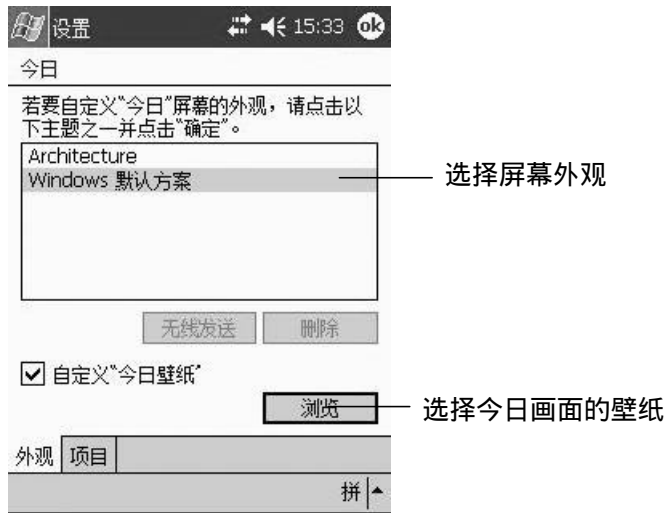 设置 15:33 ok
今日
若要自定义“今日”屏幕的外观，请点击以
下主题之一并点击“确定”。
Architecture
Windows 默认方案
选择屏幕外观
无线发送 删除
自定义“今日壁纸”
浏览
选择今日画面的壁纸
外观 项目
拼